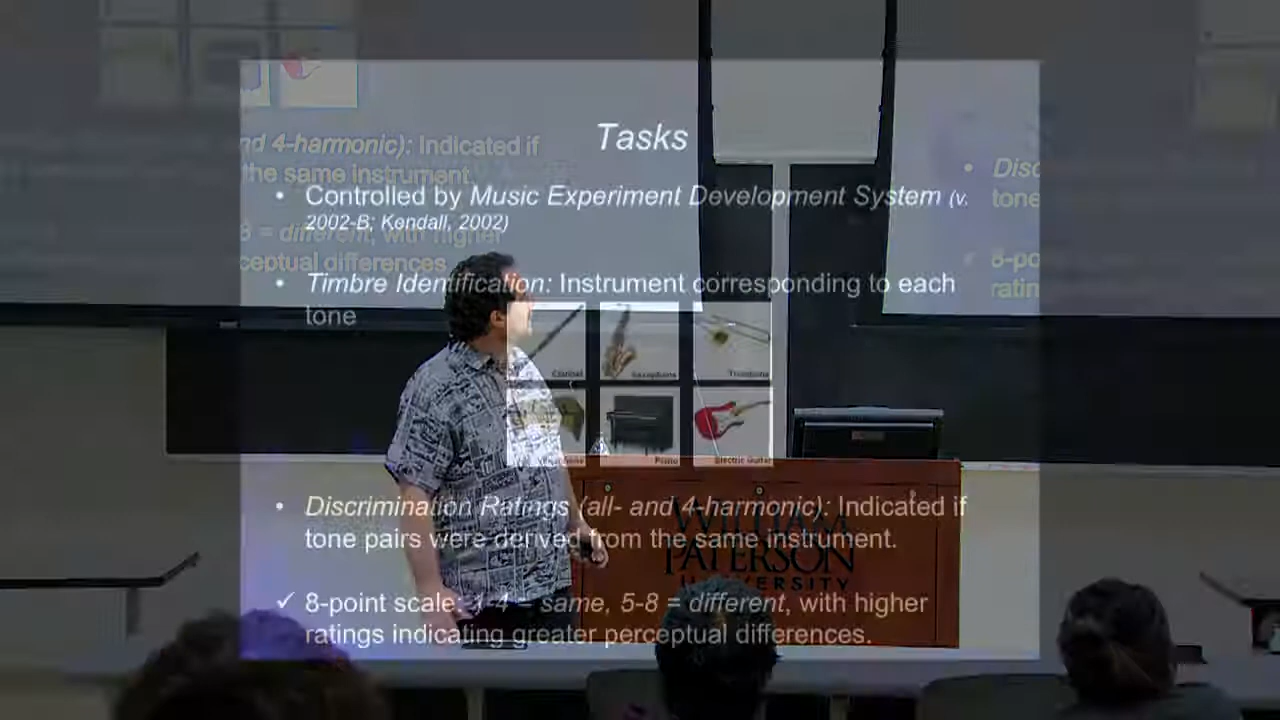 Tasks
• Controlled by Music Experiment Development System (v.
2002-B; Kendall, 2002)
• Timbre Identification: Instrument corresponding to each
tone
Clarinet Saxophone Trombone
Piano Electric Guitar
• Discrimination Ratings (all- and 4-harmonic): Indicated if
tone pairs were derived from the same instrument.
✓ 8-point scale: 1-4 = same, 5-8 = different, with higher
ratings indicating greater perceptual differences.
nd 4-harmonic): Indicated if
the same instrument.
8 = different, with higher
ceptual differences
• Disc
tone
8-po
ratin
WILLIAM
PATERSON
UNIVERSITY